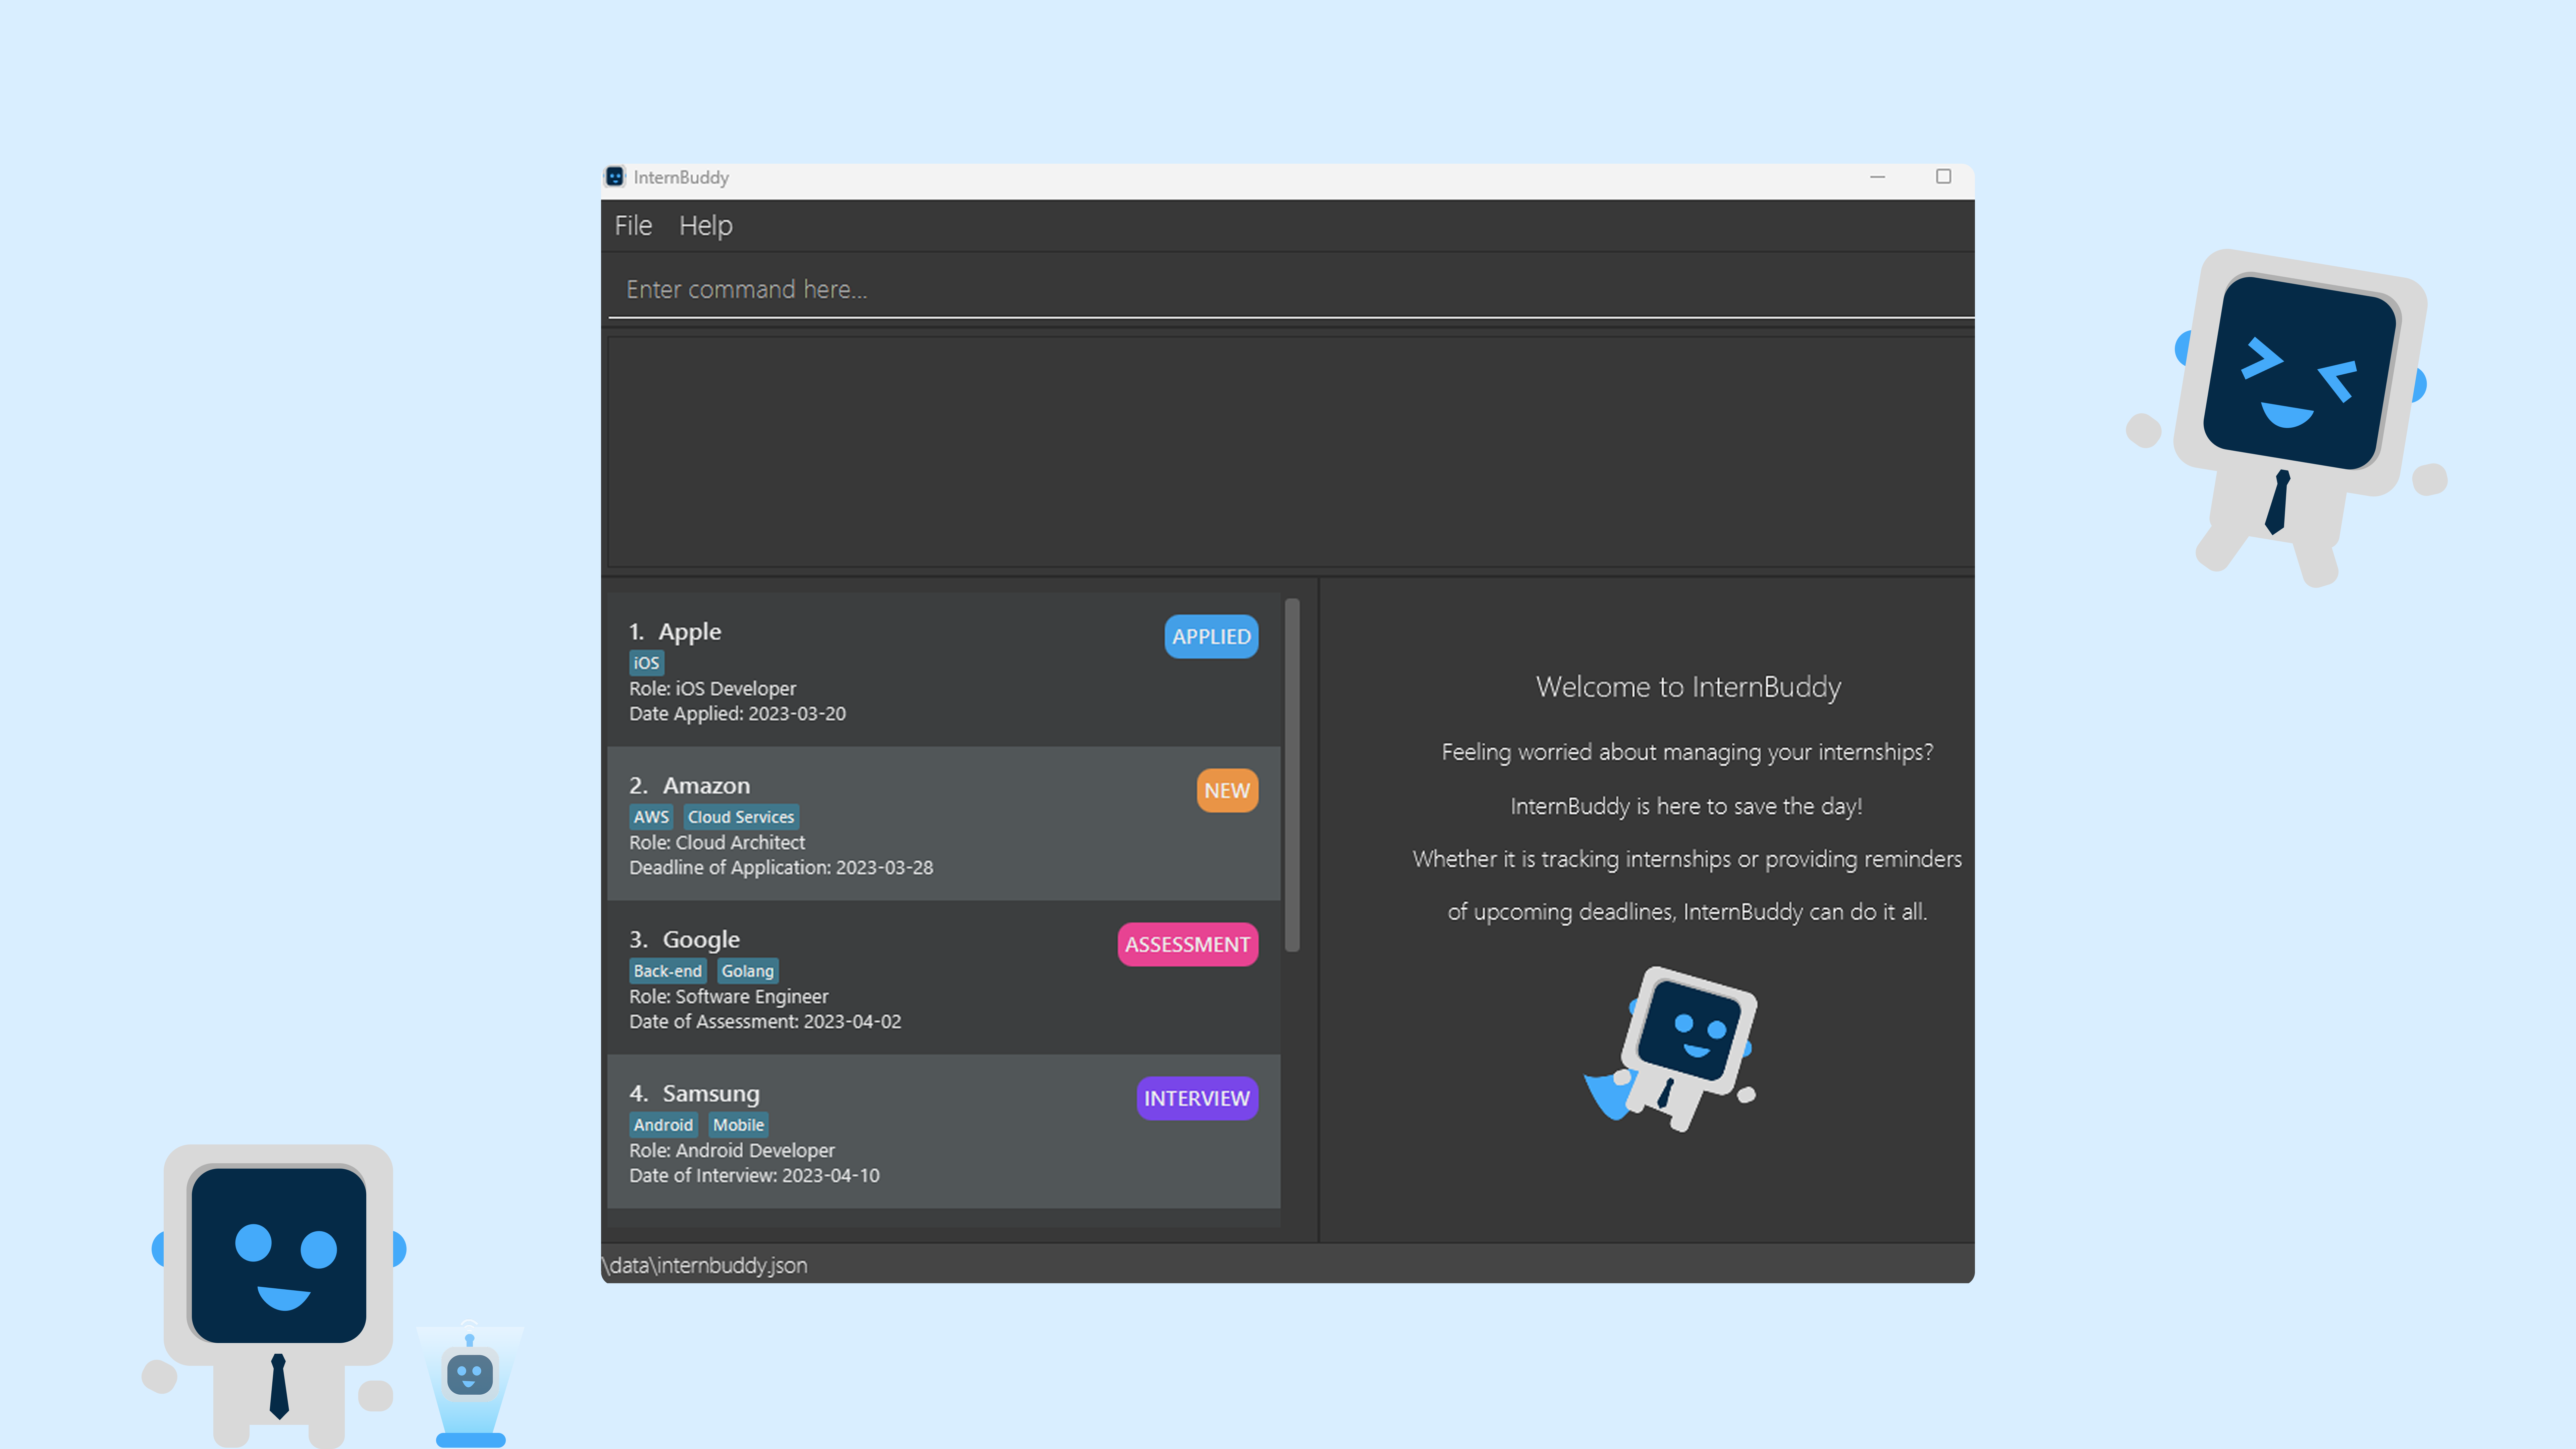 InternBuddy
File Help
Enter command here...
1. Apple
APPLIED
iOS
Role: iOS Developer
Date Applied: 2023-03-20
2. Amazon
NEW
AWS Cloud Services
Role: Cloud Architect
Deadline of Application: 2023-03-28
3. Google
ASSESSMENT
Back-end Golang
Role: Software Engineer
Date of Assessment: 2023-04-02
4. Samsung
INTERVIEW
Android Mobile
Role: Android Developer
Date of Interview: 2023-04-10
Welcome to InternBuddy
Feeling worried about managing your internships?
InternBuddy is here to save the day!
Whether it is tracking internships or providing reminders
of upcoming deadlines, InternBuddy can do it all.
\data\internbuddy.json